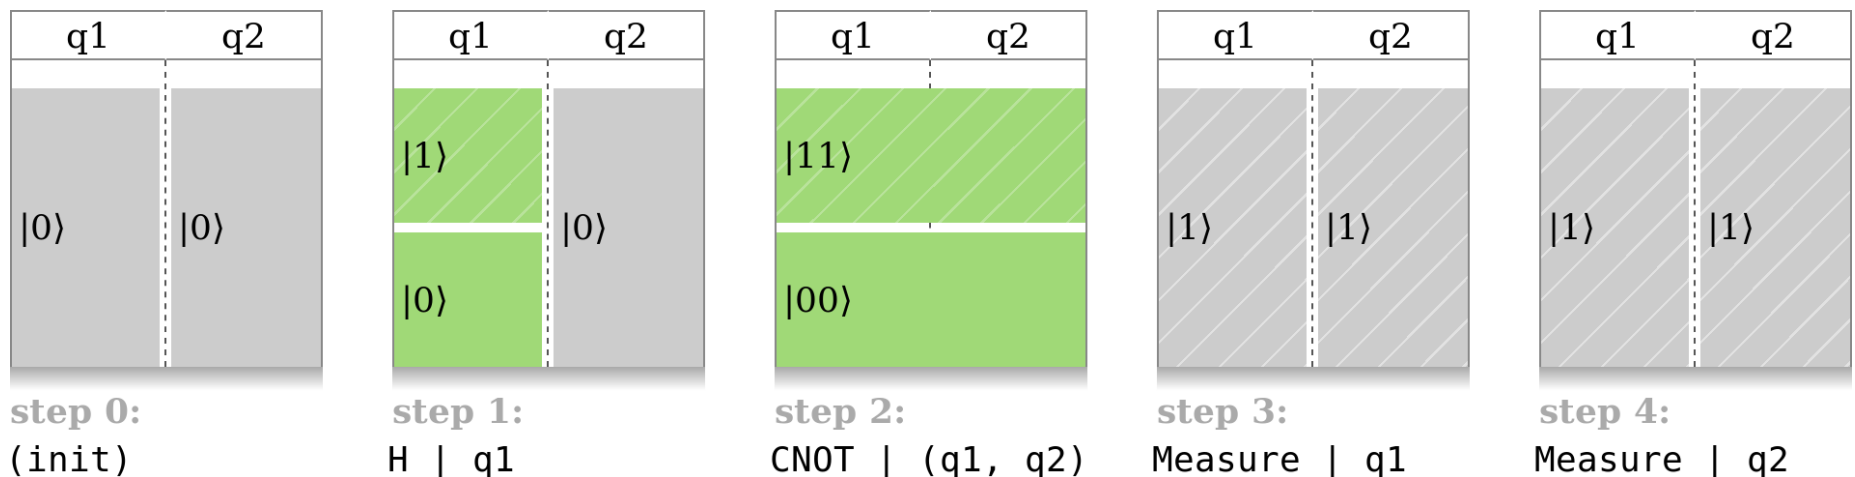 q1 q2
|0⟩ |0⟩
step 0:
(init)
q1 q2
|1⟩
|0⟩
|0⟩
step 1:
H | q1
q1 q2
|11⟩
|00⟩
step 2:
CNOT | (q1, q2)
q1 q2
|1⟩ |1⟩
step 3:
Measure | q1
q1 q2
|1⟩ |1⟩
step 4:
Measure | q2